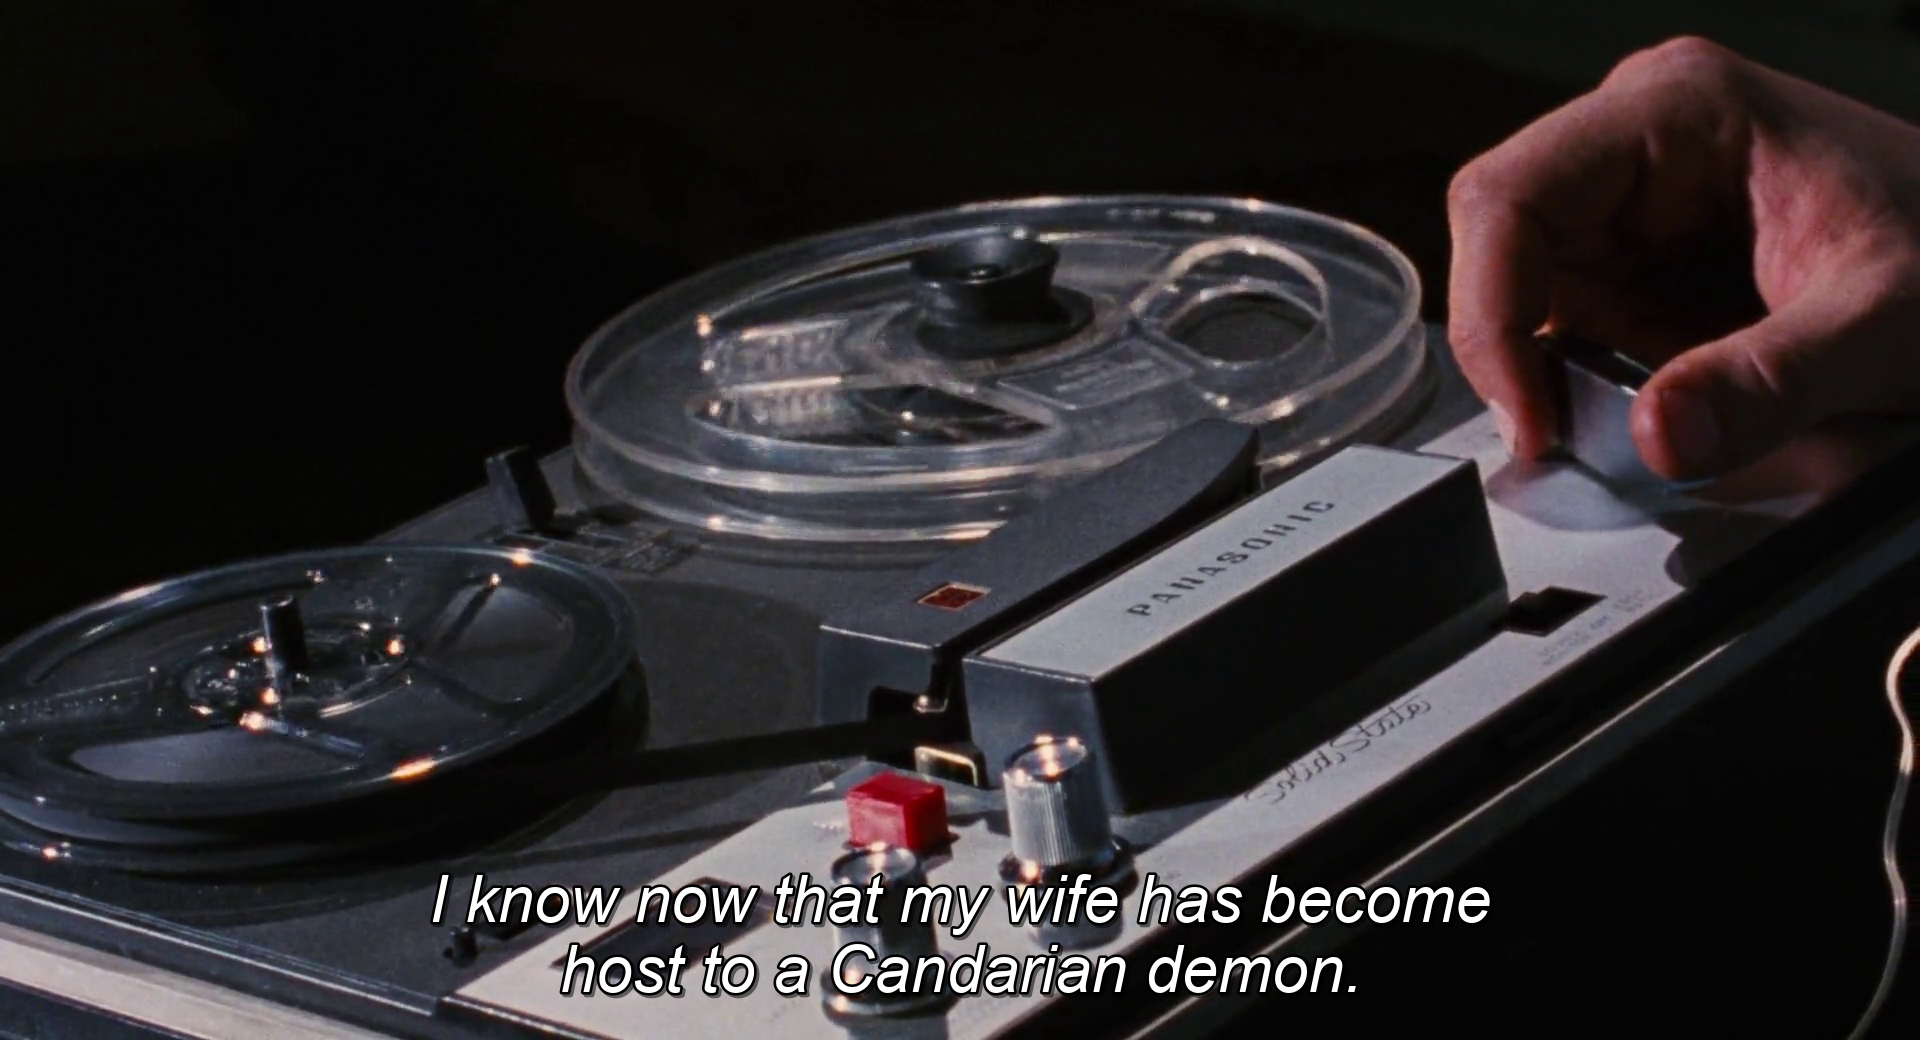 PANASONIC
Solid State
I know now that my wife has become
host to a Candarian demon.